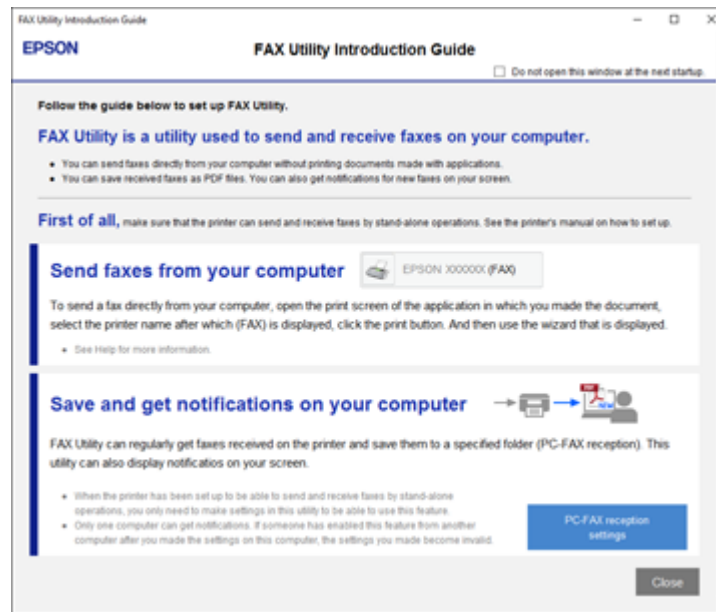 FAX Utility Introduction Guide
EPSON
FAX Utility Introduction Guide
Do not open this window at the next startup.
Follow the guide below to set up FAX Utility.
FAX Utility is a utility used to send and receive faxes on your computer.
• You can send faxes directly from your computer without printing documents made with applications.
• You can save received faxes as PDF files. You can also get notifications for new faxes on your screen.
First of all, make sure that the printer can send and receive faxes by stand-alone operations. See the printer's manual on how to set up.
Send faxes from your computer
EPSON XXXXXX (FAX)
To send a fax directly from your computer, open the print screen of the application in which you made the document,
select the printer name after which (FAX) is displayed, click the print button. And then use the wizard that is displayed.
• See Help for more information.
Save and get notifications on your computer
PDF
NEW
FAX Utility can regularly get faxes received on the printer and save them to a specified folder (PC-FAX reception). This
utility can also display notificatios on your screen.
• When the printer has been set up to be able to send and receive faxes by stand-alone
operations, you only need to make settings in this utility to be able to use this feature.
• Only one computer can get notifications. If someone has enabled this feature from another
computer after you made the settings on this computer, the settings you made become invalid.
PC-FAX reception
settings
Close